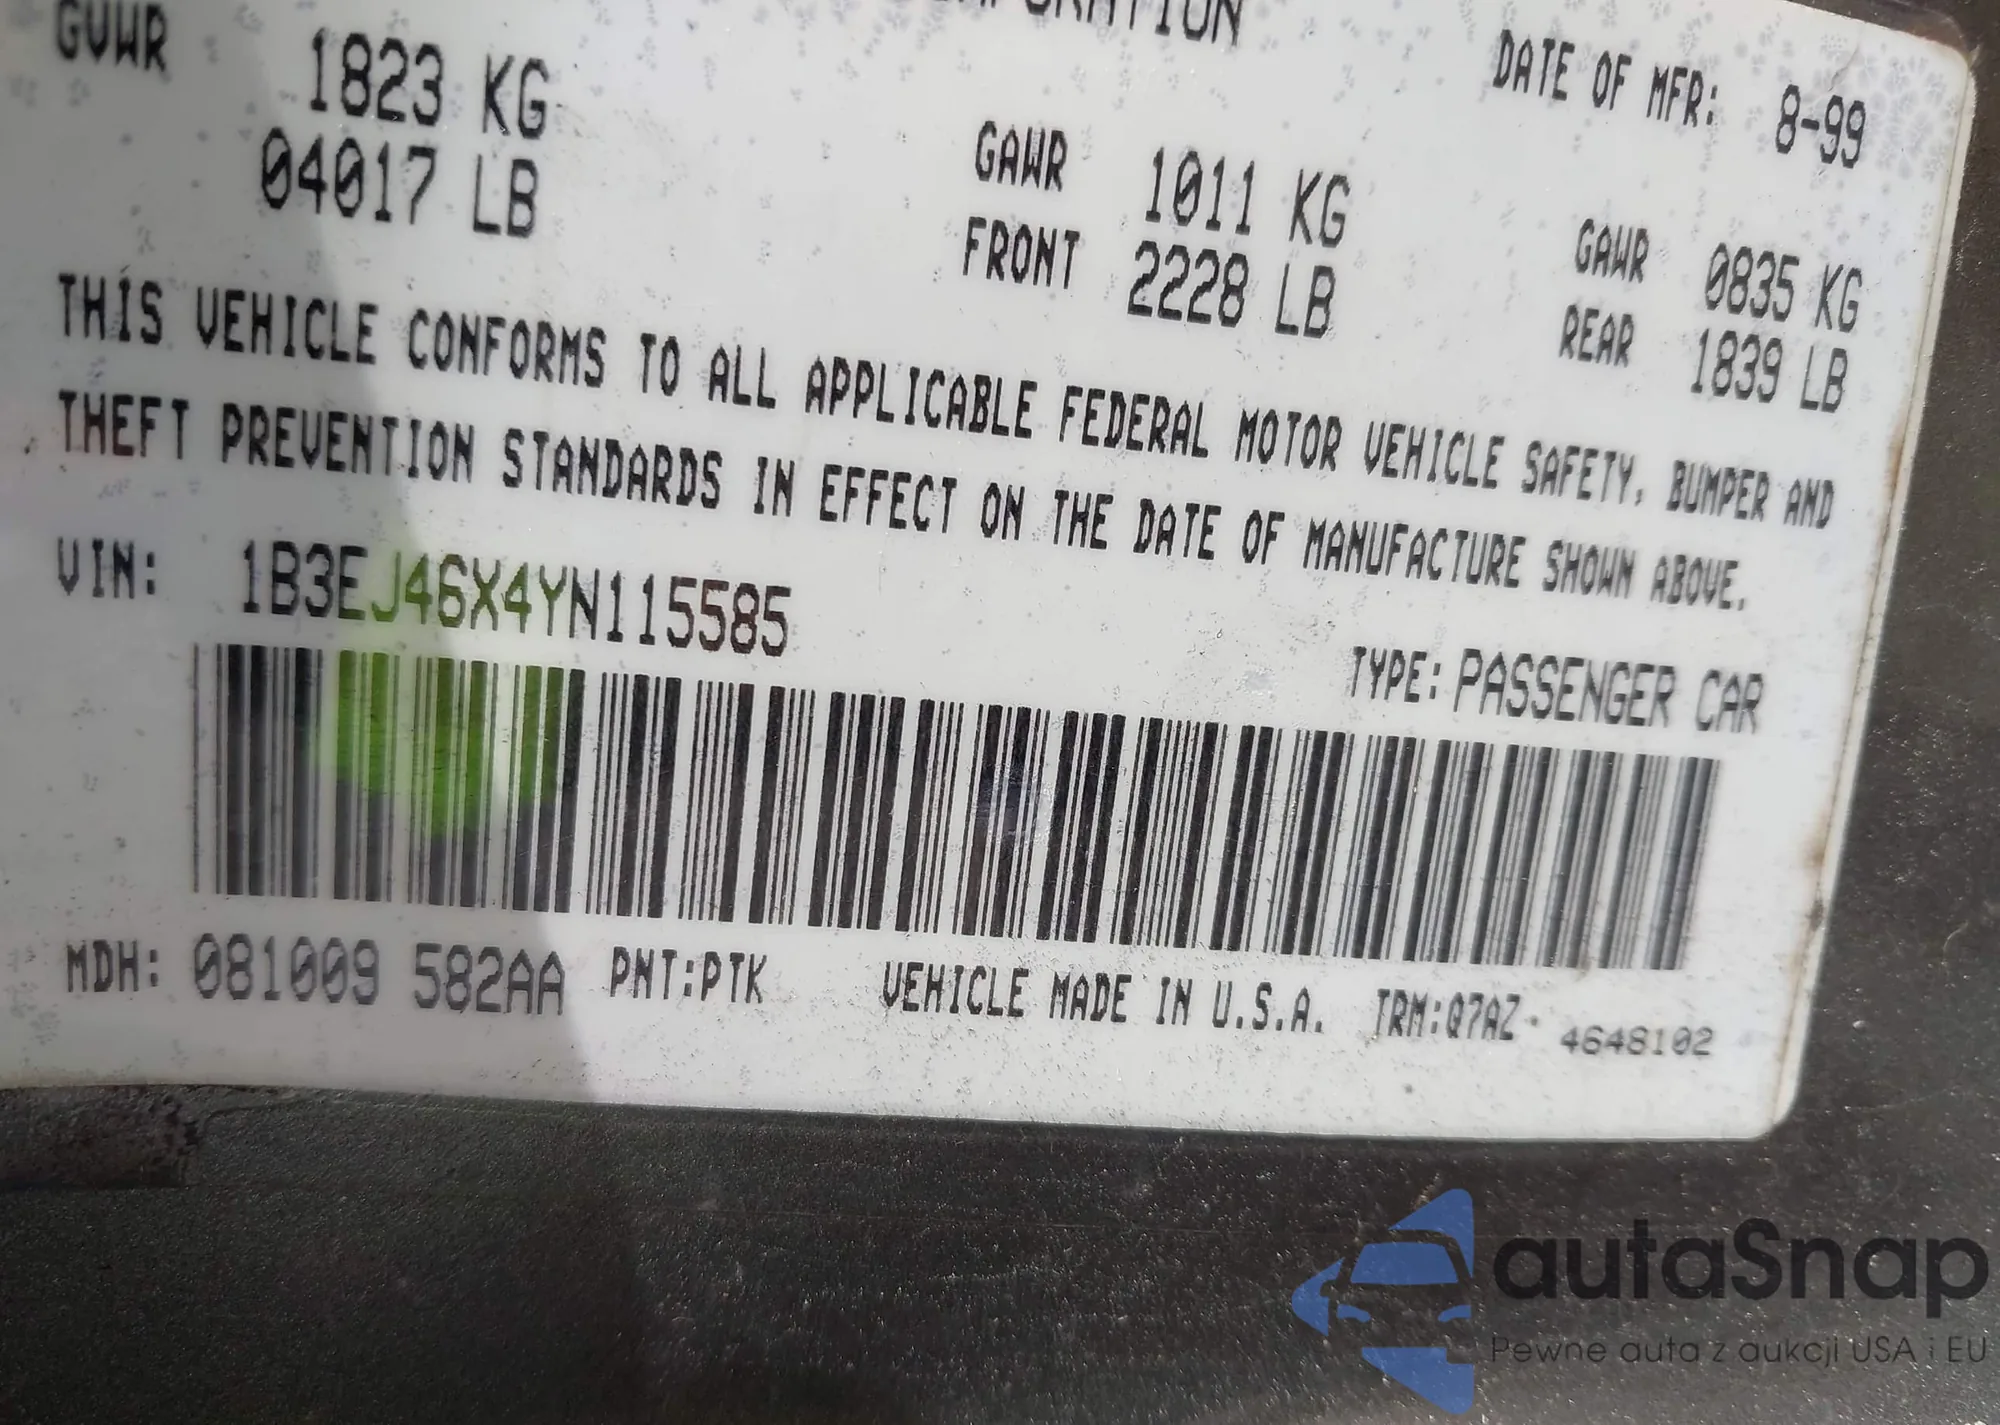 GVWR 1823 KG
04017 LB
DATE OF MFR: 8-99
GAWR 1011 KG
FRONT 2228 LB
GAWR 0835 KG
REAR 1839 LB
THIS VEHICLE CONFORMS TO ALL APPLICABLE FEDERAL MOTOR VEHICLE SAFETY, BUMPER AND
THEFT PREVENTION STANDARDS IN EFFECT ON THE DATE OF MANUFACTURE SHOWN ABOVE.
VIN: 1B3EJ46X4YN115585
TYPE: PASSENGER CAR
MDH: 081009 582AA PNT:PTK VEHICLE MADE IN U.S.A. TRM:Q7AZ 4648102
autaSnap
Pewne auta z aukcji USA i EU